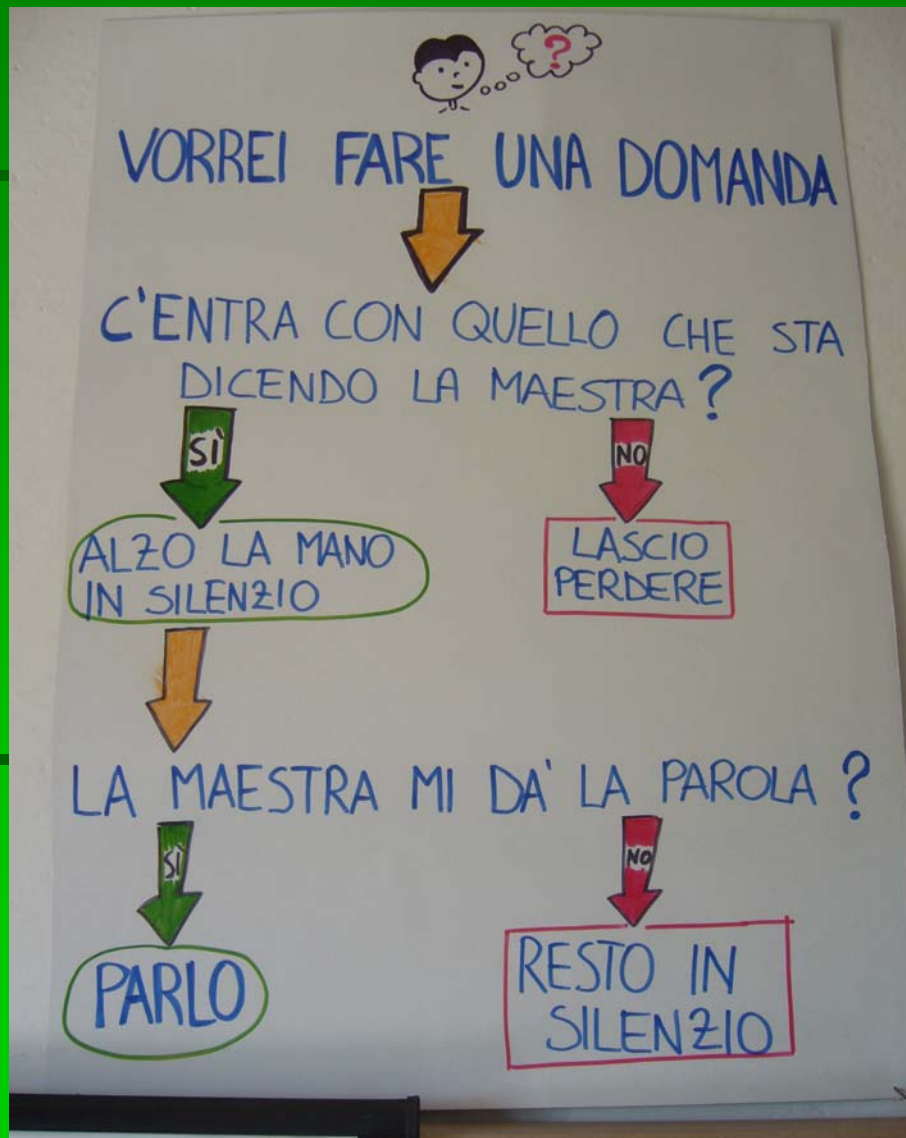 ?
VORREI FARE UNA DOMANDA
C'ENTRA CON QUELLO CHE STA
DICENDO LA MAESTRA?
SÌ NO
ALZO LA MANO
IN SILENZIO
LASCIO
PERDERE
LA MAESTRA MI DA' LA PAROLA?
SÌ NO
PARLO
RESTO IN
SILENZIO